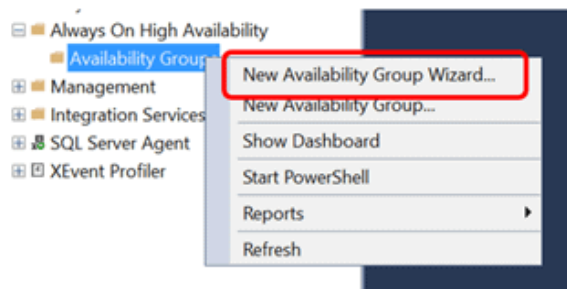 Always On High Availability
Availability Group
Management
Integration Services
SQL Server Agent
XEvent Profiler
New Availability Group Wizard...
New Availability Group...
Show Dashboard
Start PowerShell
Reports
Refresh